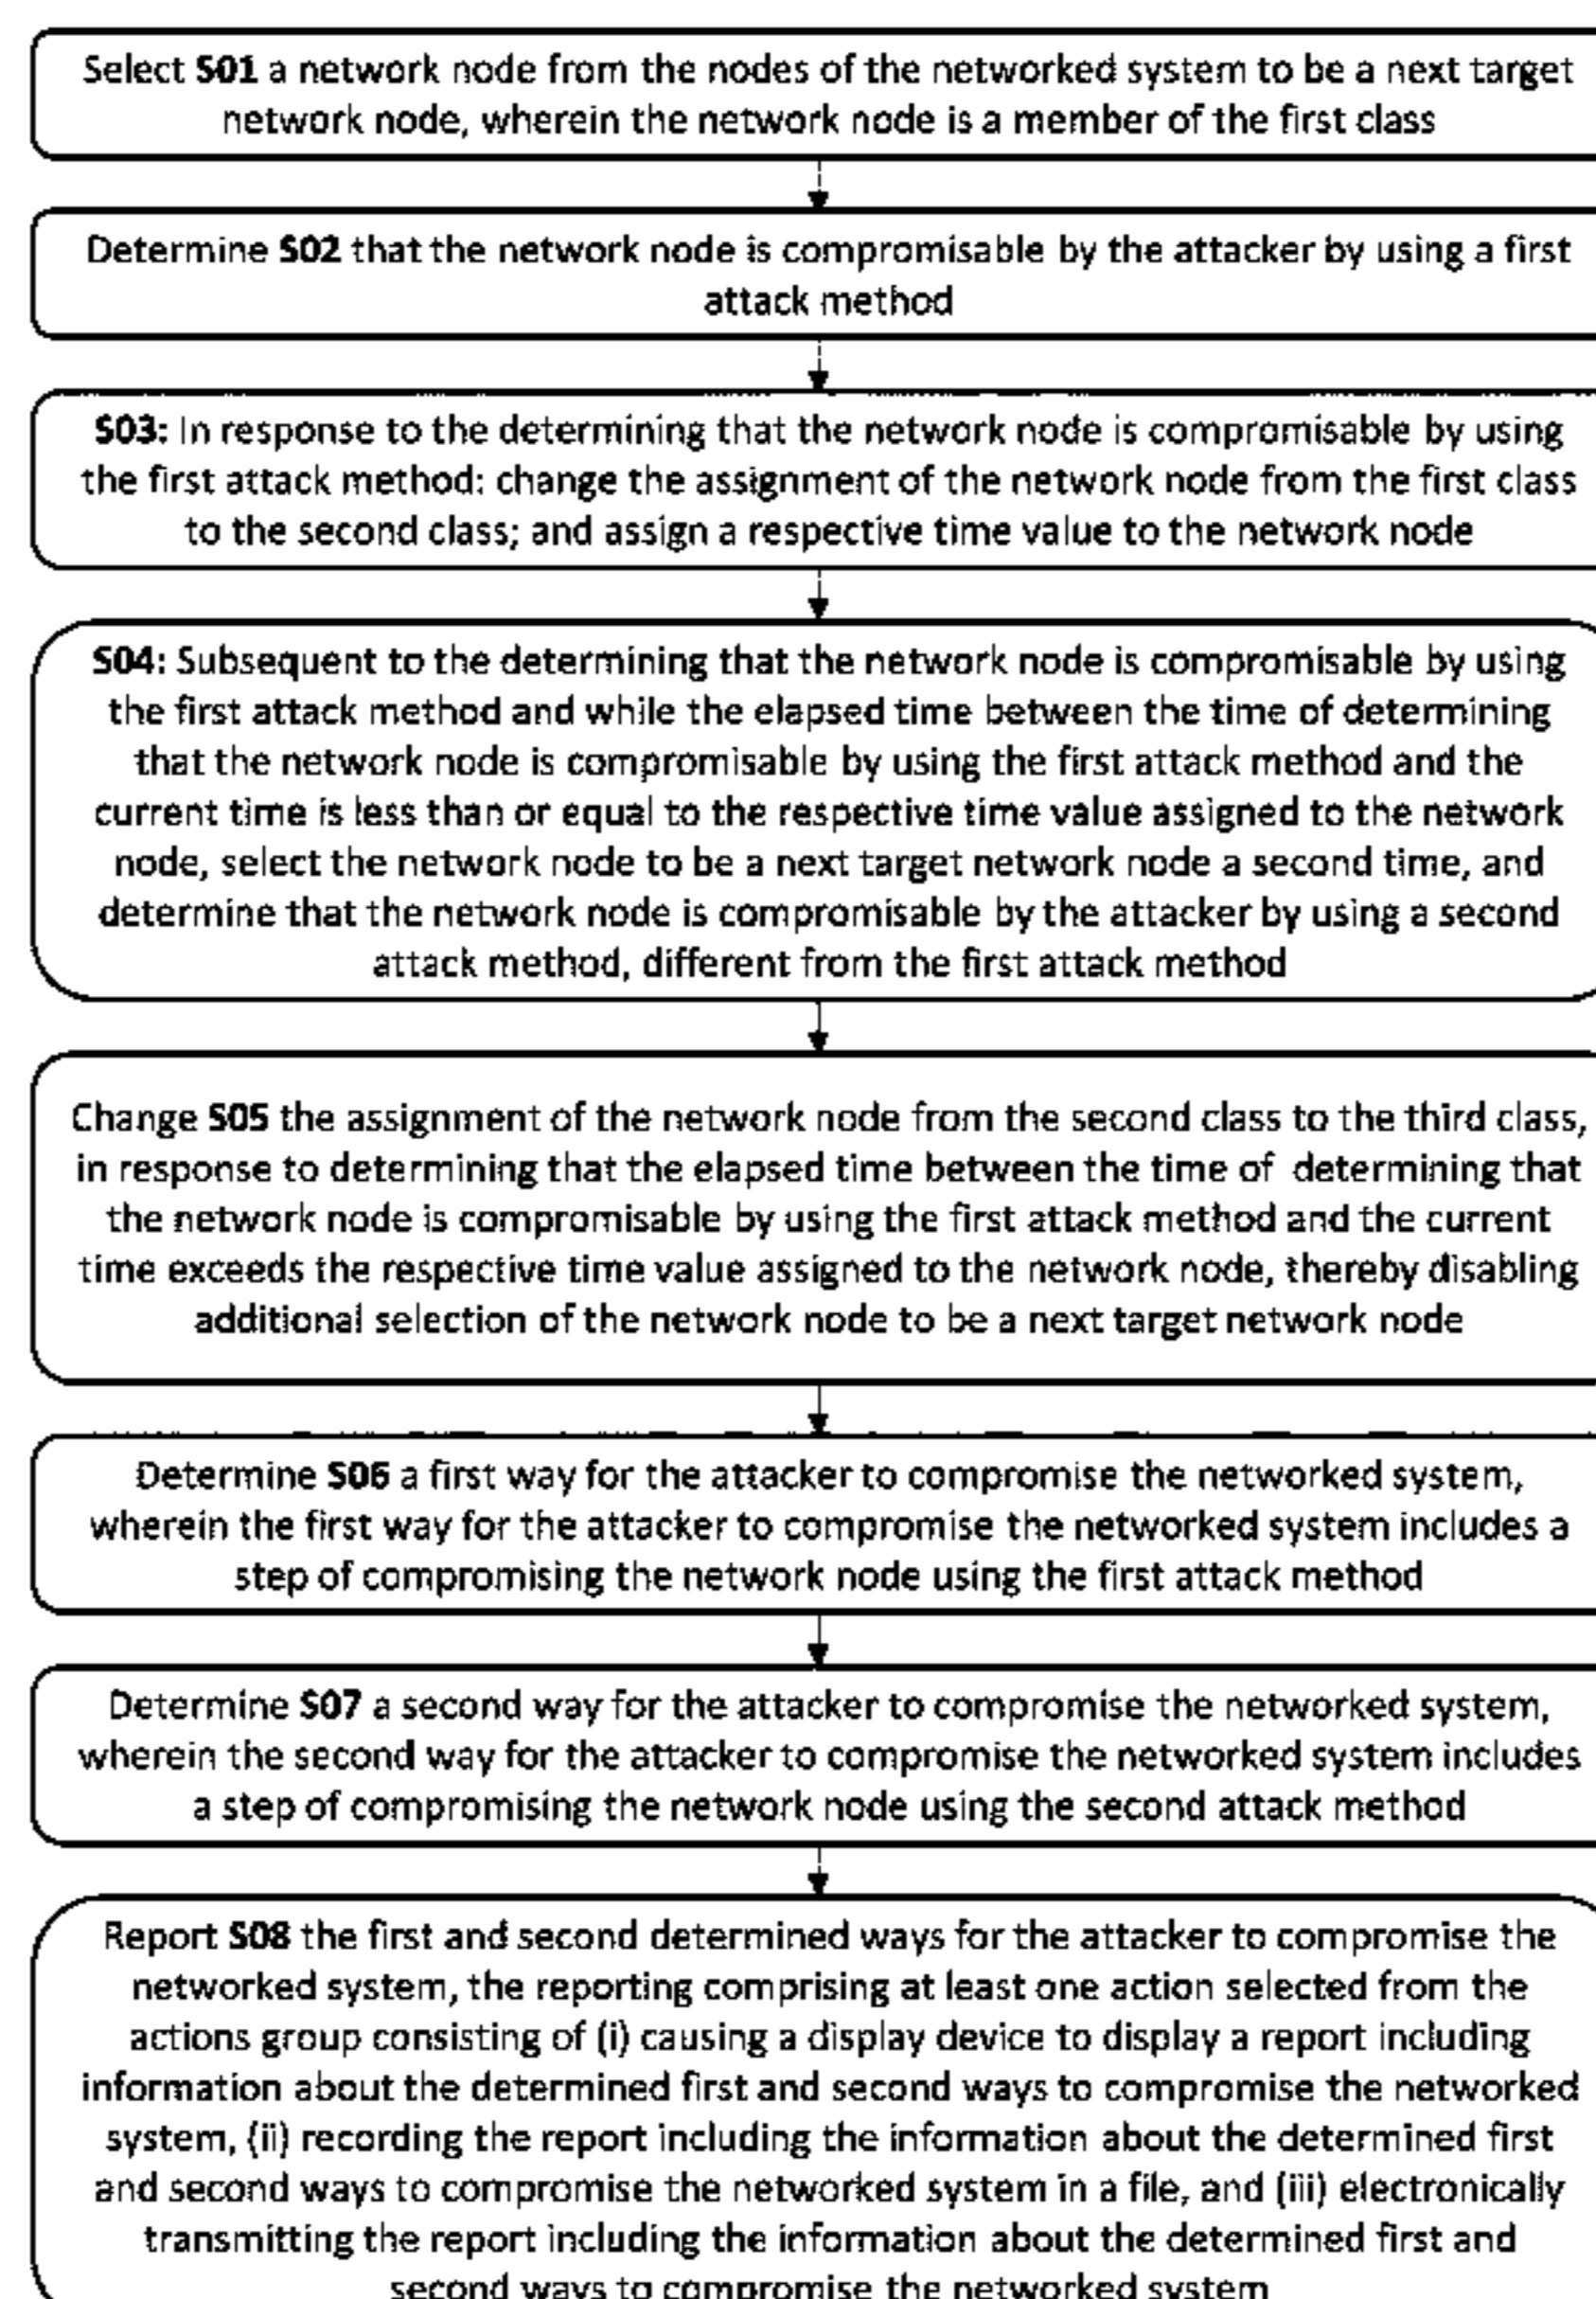 Select S01 a network node from the nodes of the networked system to be a next target
network node, wherein the network node is a member of the first class
Determine S02 that the network node is compromisable by the attacker by using a first
attack method
S03: In response to the determining that the network node is compromisable by using
the first attack method: change the assignment of the network node from the first class
to the second class; and assign a respective time value to the network node
S04: Subsequent to the determining that the network node is compromisable by using
the first attack method and while the elapsed time between the time of determining
that the network node is compromisable by using the first attack method and the
current time is less than or equal to the respective time value assigned to the network
node, select the network node to be a next target network node a second time, and
determine that the network node is compromisable by the attacker by using a second
attack method, different from the first attack method
Change S05 the assignment of the network node from the second class to the third class,
in response to determining that the elapsed time between the time of determining that
the network node is compromisable by using the first attack method and the current
time exceeds the respective time value assigned to the network node, thereby disabling
additional selection of the network node to be a next target network node
Determine S06 a first way for the attacker to compromise the networked system,
wherein the first way for the attacker to compromise the networked system includes a
step of compromising the network node using the first attack method
Determine S07 a second way for the attacker to compromise the networked system,
wherein the second way for the attacker to compromise the networked system includes
a step of compromising the network node using the second attack method
Report S08 the first and second determined ways for the attacker to compromise the
networked system, the reporting comprising at least one action selected from the
actions group consisting of (i) causing a display device to display a report including
information about the determined first and second ways to compromise the networked
system, (ii) recording the report including the information about the determined first
and second ways to compromise the networked system in a file, and (iii) electronically
transmitting the report including the information about the determined first and
second ways to compromise the networked system